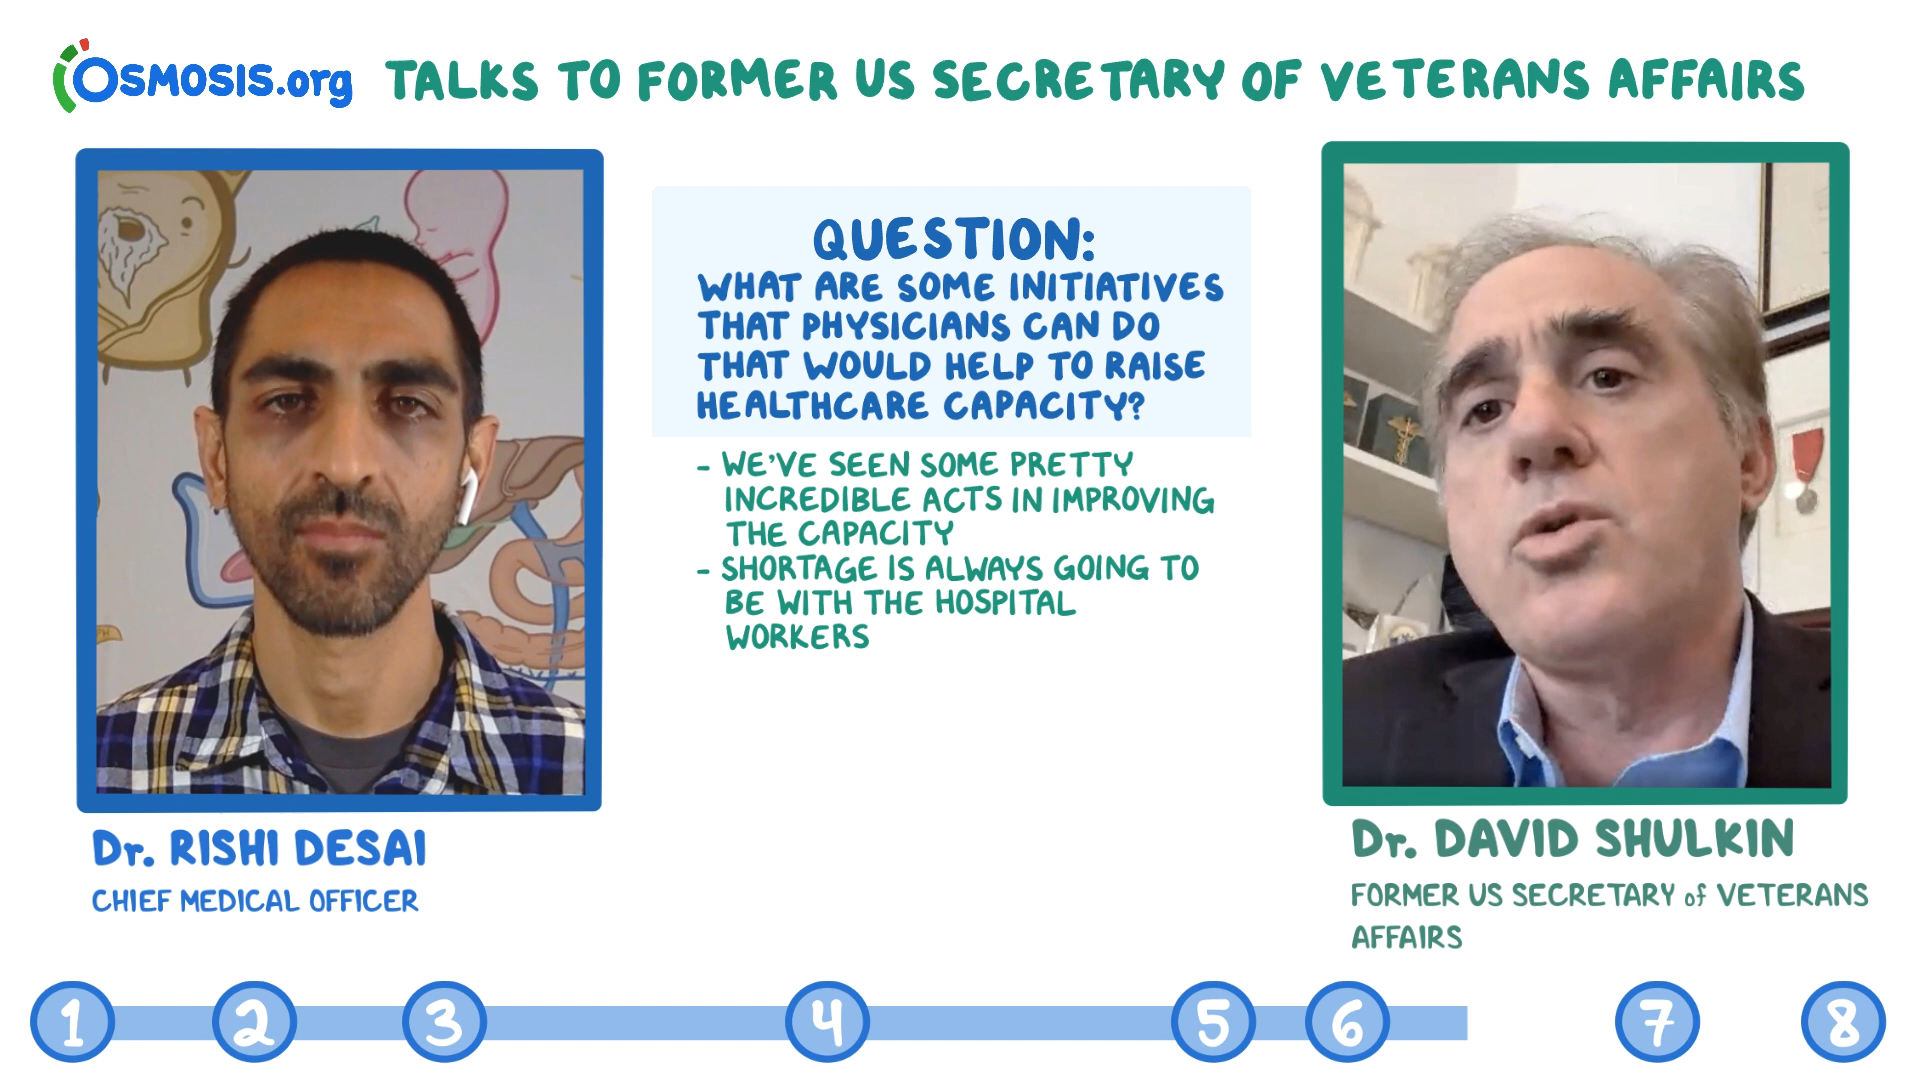 OSMOSIS.org TALKS TO FORMER US SECRETARY OF VETERANS AFFAIRS
QUESTION:
WHAT ARE SOME INITIATIVES
THAT PHYSICIANS CAN DO
THAT WOULD HELP TO RAISE
HEALTHCARE CAPACITY?
- WE'VE SEEN SOME PRETTY
INCREDIBLE ACTS IN IMPROVING
THE CAPACITY
- SHORTAGE IS ALWAYS GOING TO
BE WITH THE HOSPITAL
WORKERS
Dr. RISHI DESAI
CHIEF MEDICAL OFFICER
Dr. DAVID SHULKIN
FORMER US SECRETARY of VETERANS
AFFAIRS
1 2 3 4 5 6 7 8